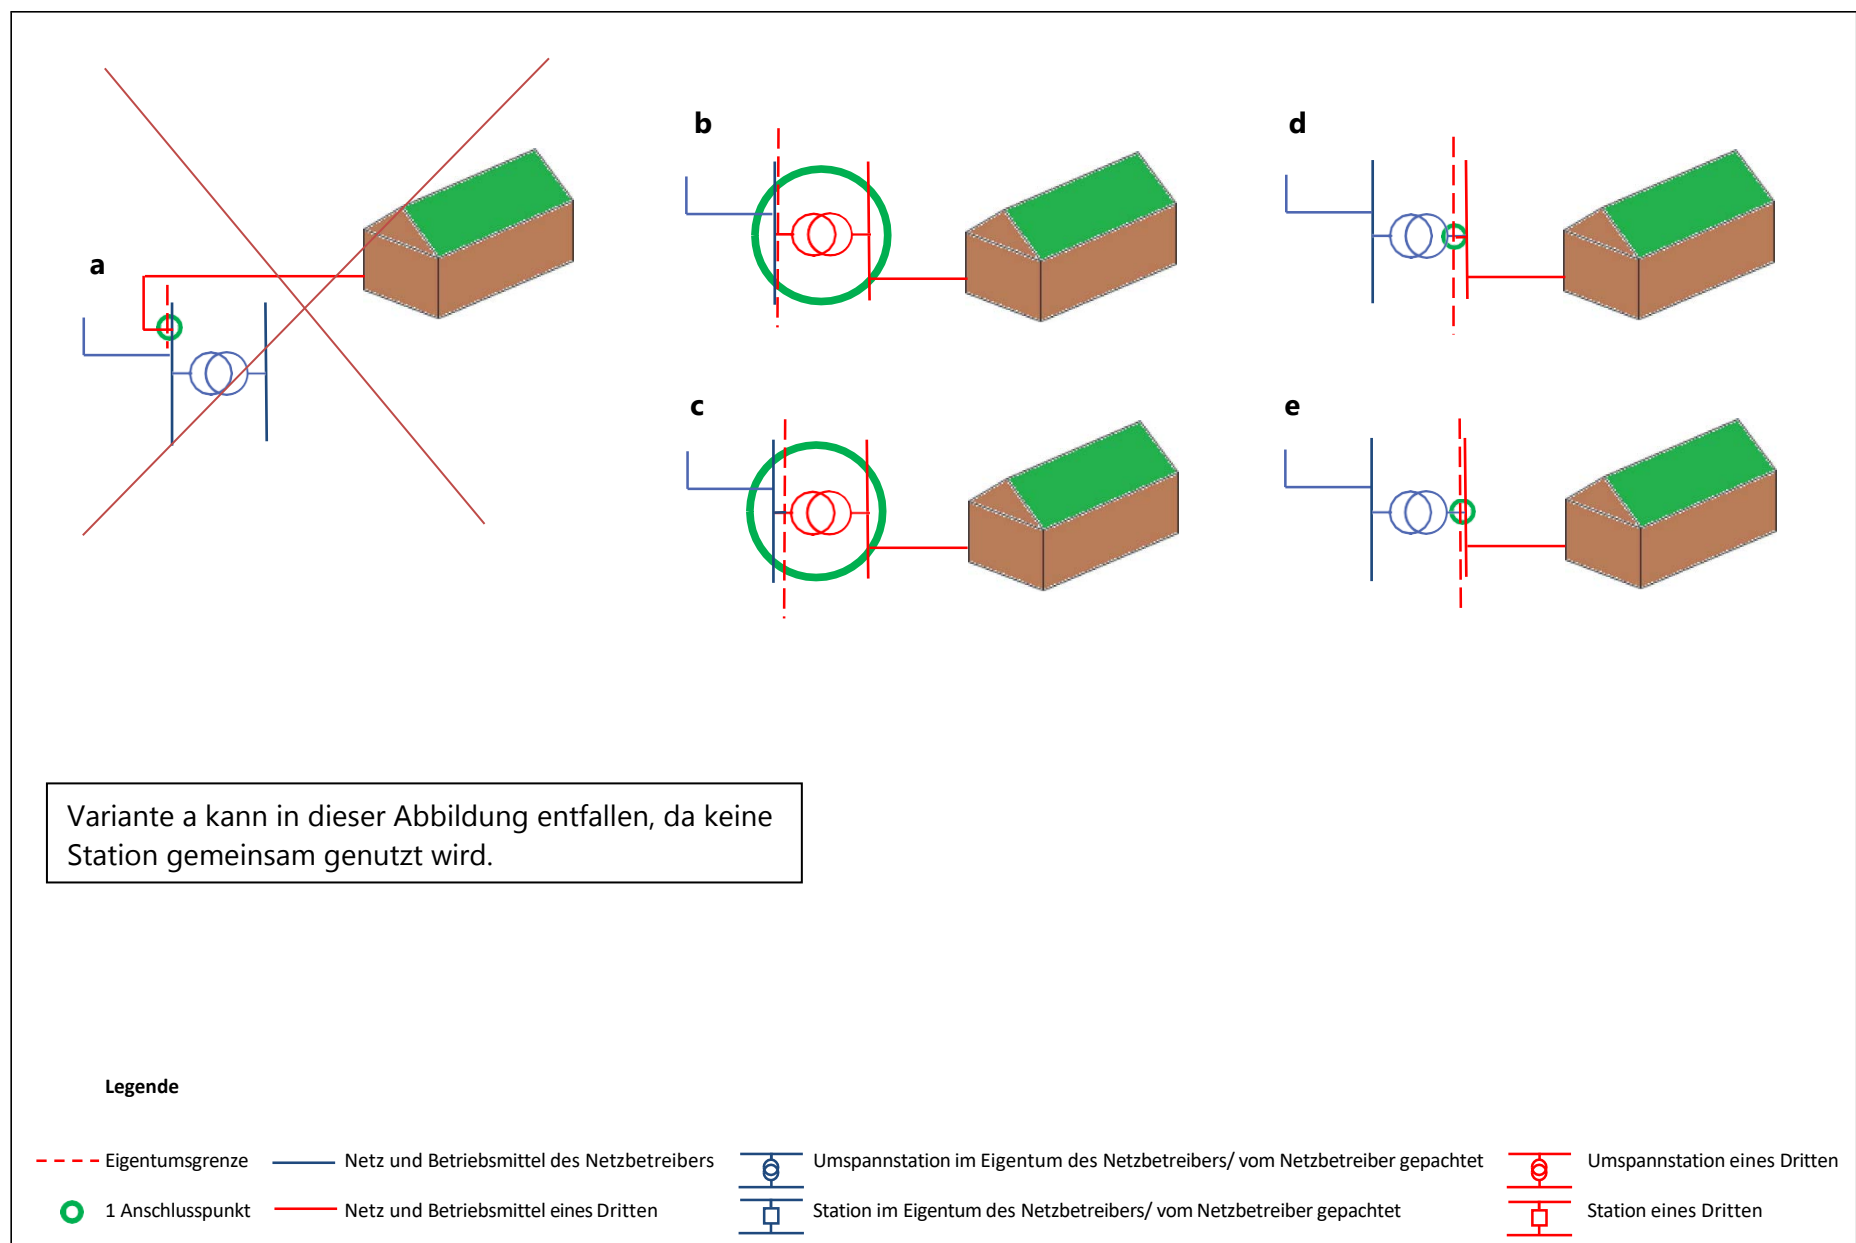 a
b
c
d
e
Variante a kann in dieser Abbildung entfallen, da keine
Station gemeinsam genutzt wird.
Legende
Eigentumsgrenze
Netz und Betriebsmittel des Netzbetreibers
Umspannstation im Eigentum des Netzbetreibers/ vom Netzbetreiber gepachtet
Umspannstation eines Dritten
1 Anschlusspunkt
Netz und Betriebsmittel eines Dritten
Station im Eigentum des Netzbetreibers/ vom Netzbetreiber gepachtet
Station eines Dritten